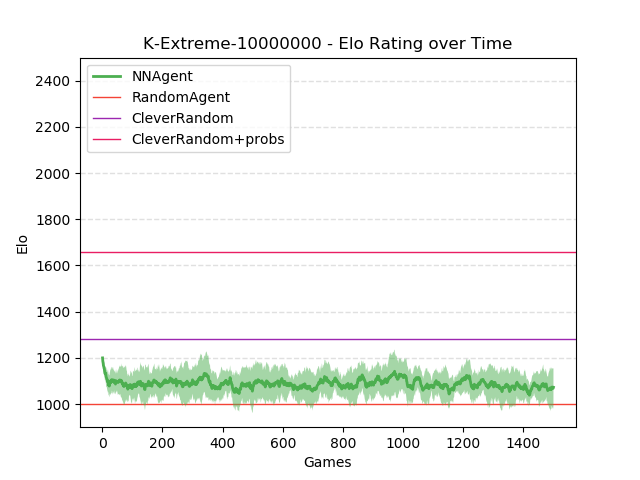 K-Extreme-10000000 - Elo Rating over Time
NNAgent
RandomAgent
CleverRandom
CleverRandom+probs
2400
2200
2000
1800
1600
1400
1200
1000
Elo
0 200 400 600 800 1000 1200 1400
Games